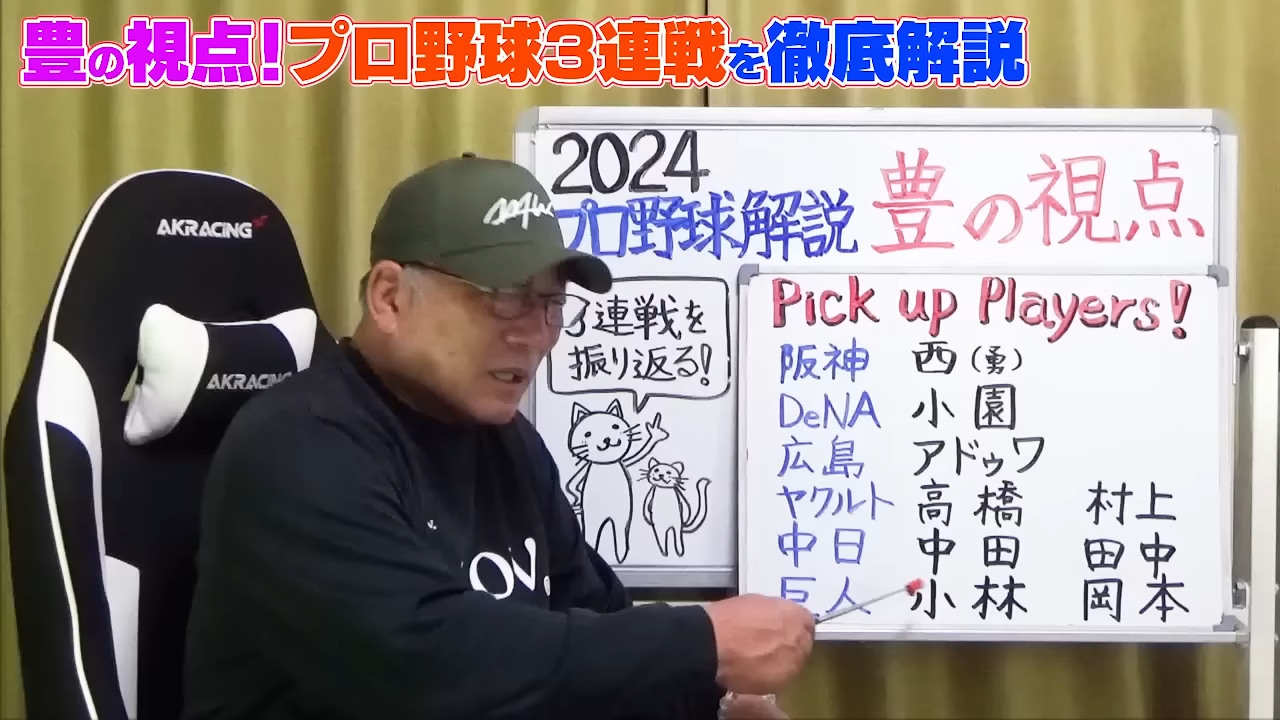 豊の視点!プロ野球3連戦を徹底解説
AKRACING
AKRACING
2024
プロ野球解説 豊の視点
3連戦を
振り返る!
Pick up Players!
阪神 西(勇)
DeNA 小園
広島 アドゥワ
ヤクルト 高橋 村上
中日 中田 田中
巨人 小林 岡本